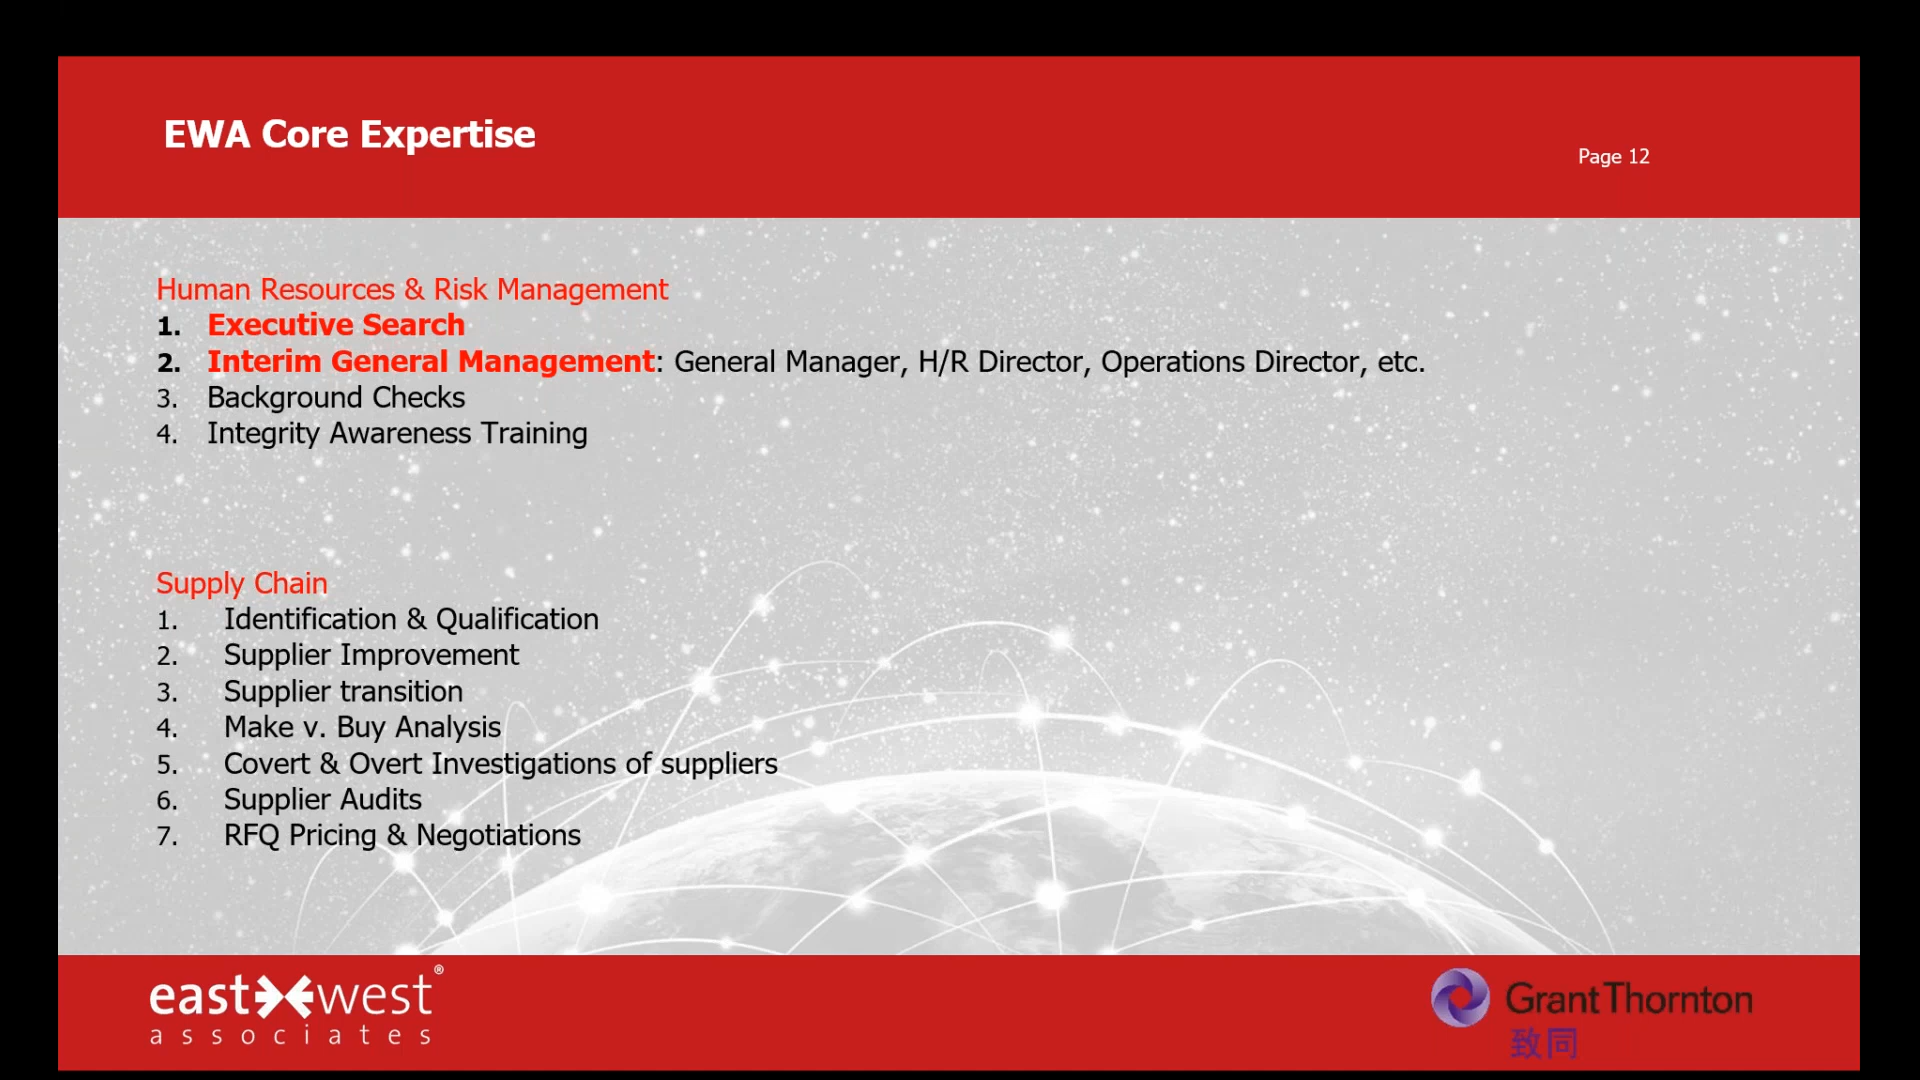 EWA Core Expertise
Page 12
Human Resources & Risk Management
1. Executive Search
2. Interim General Management: General Manager, H/R Director, Operations Director, etc.
3. Background Checks
4. Integrity Awareness Training
Supply Chain
1. Identification & Qualification
2. Supplier Improvement
3. Supplier transition
4. Make v. Buy Analysis
5. Covert & Overt Investigations of suppliers
6. Supplier Audits
7. RFQ Pricing & Negotiations
east west®
associates
Grant Thornton
致同